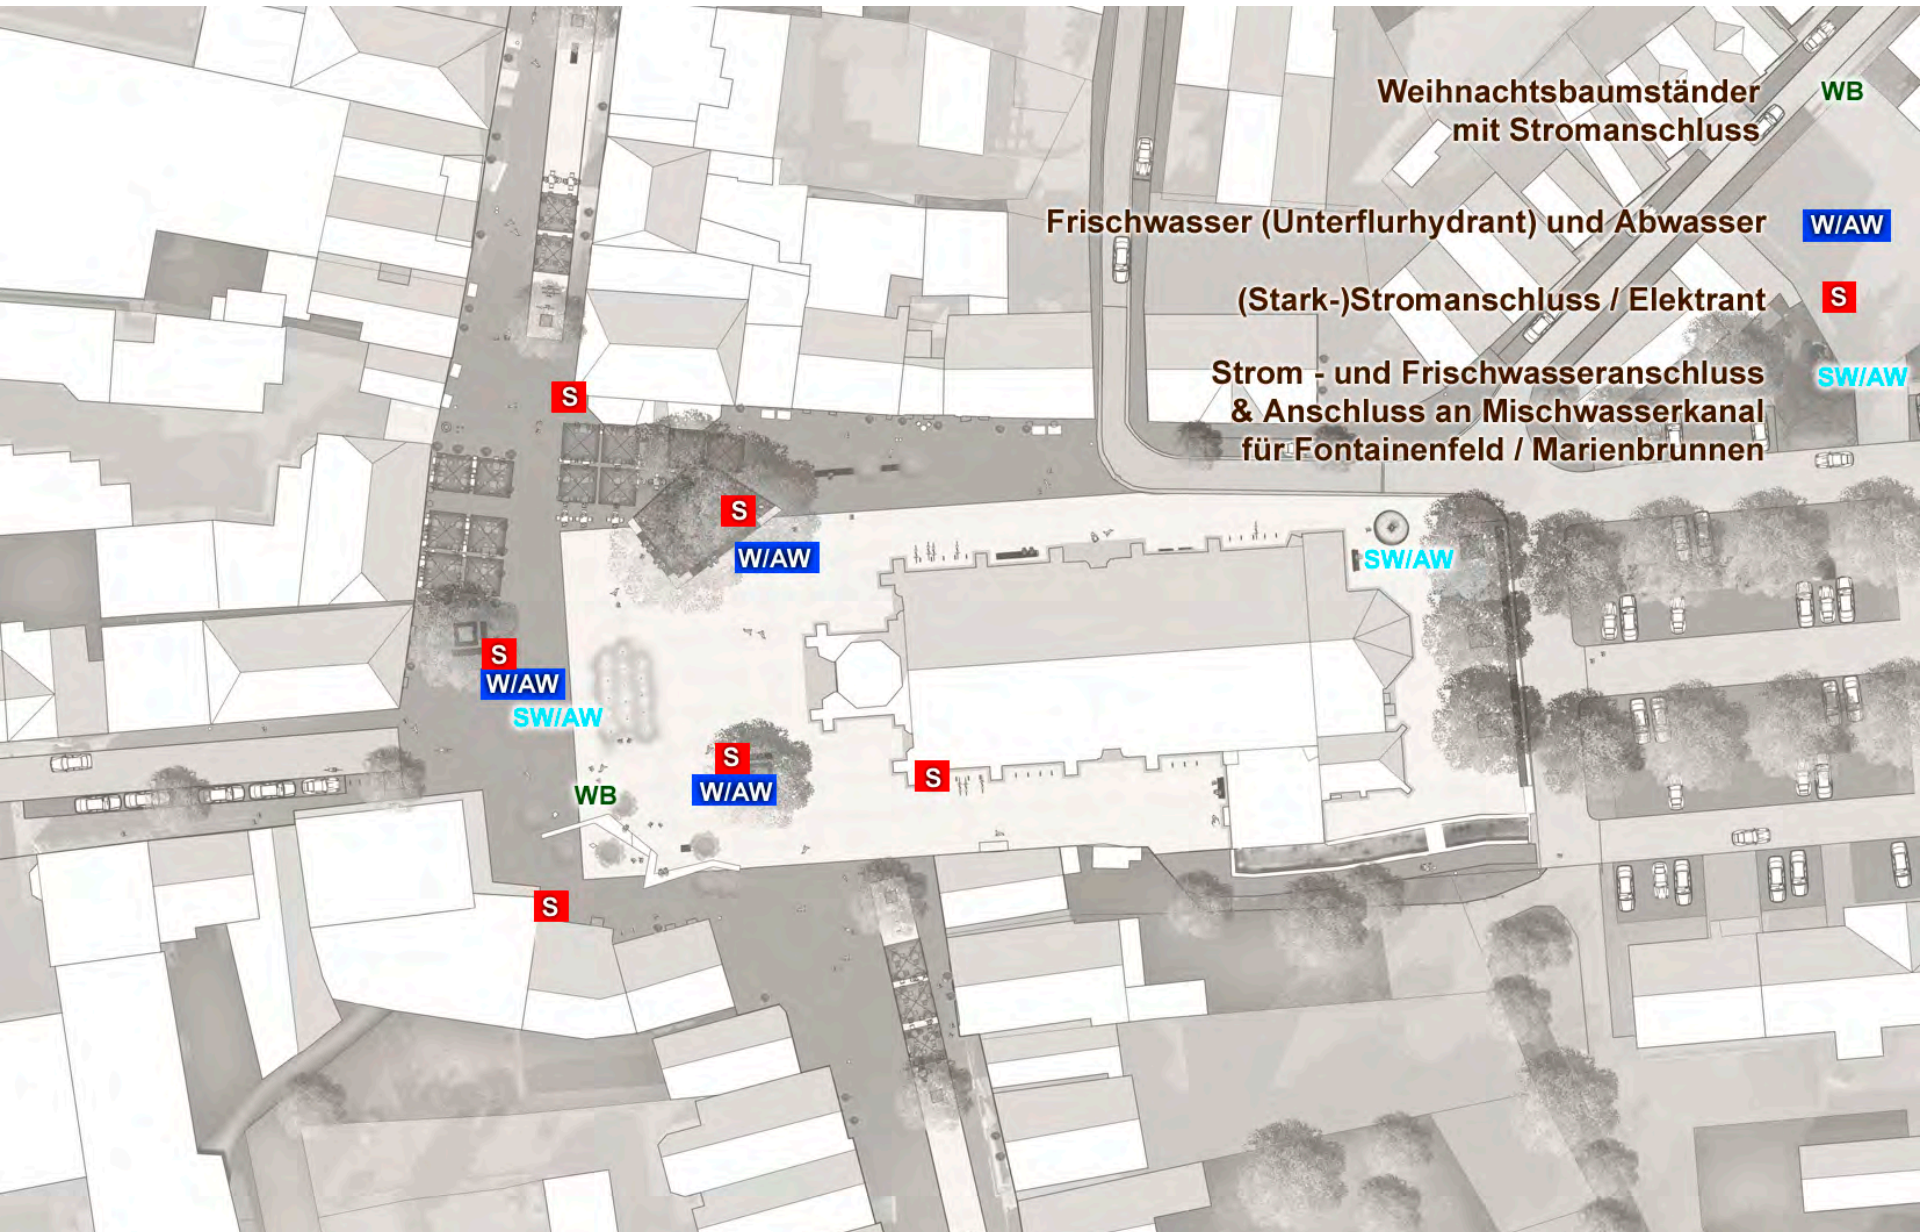 Weihnachtsbaumständer WB
mit Stromanschluss
Frischwasser (Unterflurhydrant) und Abwasser W/AW
(Stark-)Stromanschluss / Elektrant S
Strom - und Frischwasseranschluss SW/AW
& Anschluss an Mischwasserkanal
für Fontainenfeld / Marienbrunnen
S
S
W/AW
SW/AW
S
W/AW
SW/AW
S
W/AW
S
WB
S